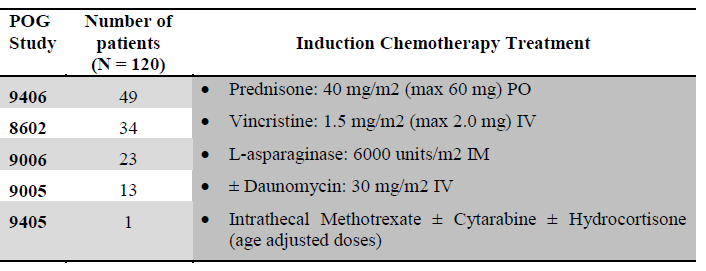 POG Study	Number of patients (N = 120)	Induction Chemotherapy Treatment
9406	49
8602	34
9006	23
9005	13
9405	1
• Prednisone: 40 mg/m2 (max 60 mg) PO
• Vincristine: 1.5 mg/m2 (max 2.0 mg) IV
• L-asparaginase: 6000 units/m2 IM
• ± Daunomycin: 30 mg/m2 IV
• Intrathecal Methotrexate ± Cytarabine ± Hydrocortisone
(age adjusted doses)